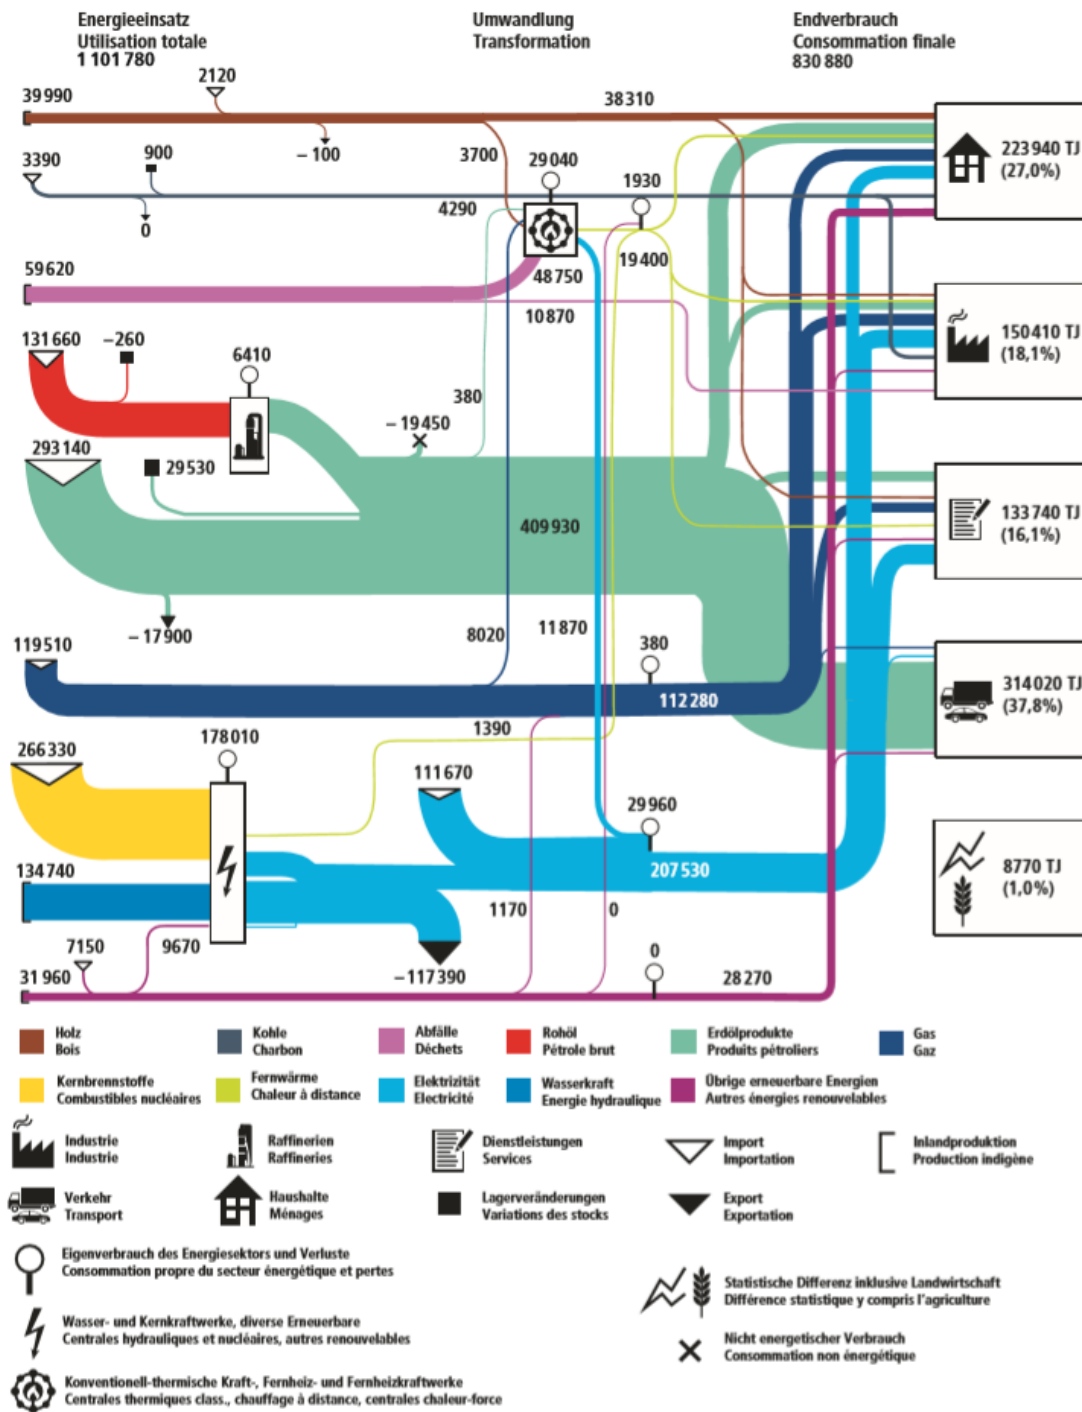 Energieeinsatz
Utilisation totale
1 101 780
Umwandlung
Transformation
Endverbrauch
Consommation finale
830 880
2120
39 990
38 310
– 100
3700
223 940 TJ
(27,0%)
3390
900
29 040
1930
0
4290
19 400
59 620
48 750
10 870
131 660
–260
6410
150 410 TJ
(18,1%)
380
– 19 450
293 140
29 530
409 930
133 740 TJ
(16,1%)
– 17 900
119 510
8020
11 870
380
112 280
314 020 TJ
(37,8%)
1390
178 010
266 330
111 670
29 960
207 530
8770 TJ
(1,0%)
134 740
1170
0
7150
9670
31 960
–117 390
0
28 270
Holz
Bois
Kohle
Charbon
Abfälle
Déchets
Rohöl
Pétrole brut
Erdölprodukte
Produits pétroliers
Gas
Gaz
Kernbrennstoffe
Combustibles nucléaires
Fernwärme
Chaleur à distance
Elektrizität
Electricité
Wasserkraft
Energie hydraulique
Übrige erneuerbare Energien
Autres énergies renouvelables
Industrie
Industrie
Raffinerien
Raffineries
Dienstleistungen
Services
Import
Importation
Inlandproduktion
Production indigène
Verkehr
Transport
Haushalte
Ménages
Lagerveränderungen
Variations des stocks
Export
Exportation
Eigenverbrauch des Energiesektors und Verluste
Consommation propre du secteur énergétique et pertes
Statistische Differenz inklusive Landwirtschaft
Différence statistique y compris l'agriculture
Wasser- und Kernkraftwerke, diverse Erneuerbare
Centrales hydrauliques et nucléaires, autres renouvelables
Nicht energetischer Verbrauch
Consommation non énergétique
Konventionell-thermische Kraft-, Fernheiz- und Fernheizkraftwerke
Centrales thermiques class., chauffage à distance, centrales chaleur-force